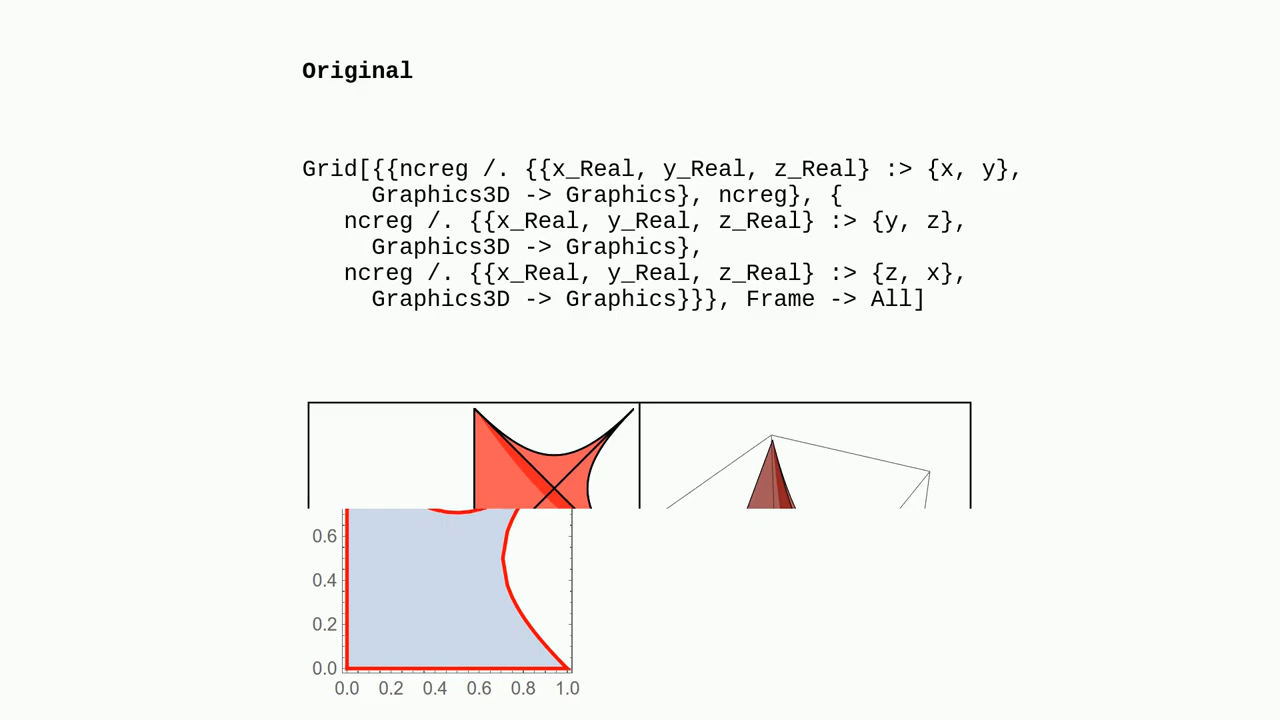 Original
Grid[{{ncreg /. {{x_Real, y_Real, z_Real} :> {x, y},
Graphics3D -> Graphics}, ncreg}, {
ncreg /. {{x_Real, y_Real, z_Real} :> {y, z},
Graphics3D -> Graphics},
ncreg /. {{x_Real, y_Real, z_Real} :> {z, x},
Graphics3D -> Graphics}}}, Frame -> All]
0.6
0.4
0.2
0.0
0.0 0.2 0.4 0.6 0.8 1.0